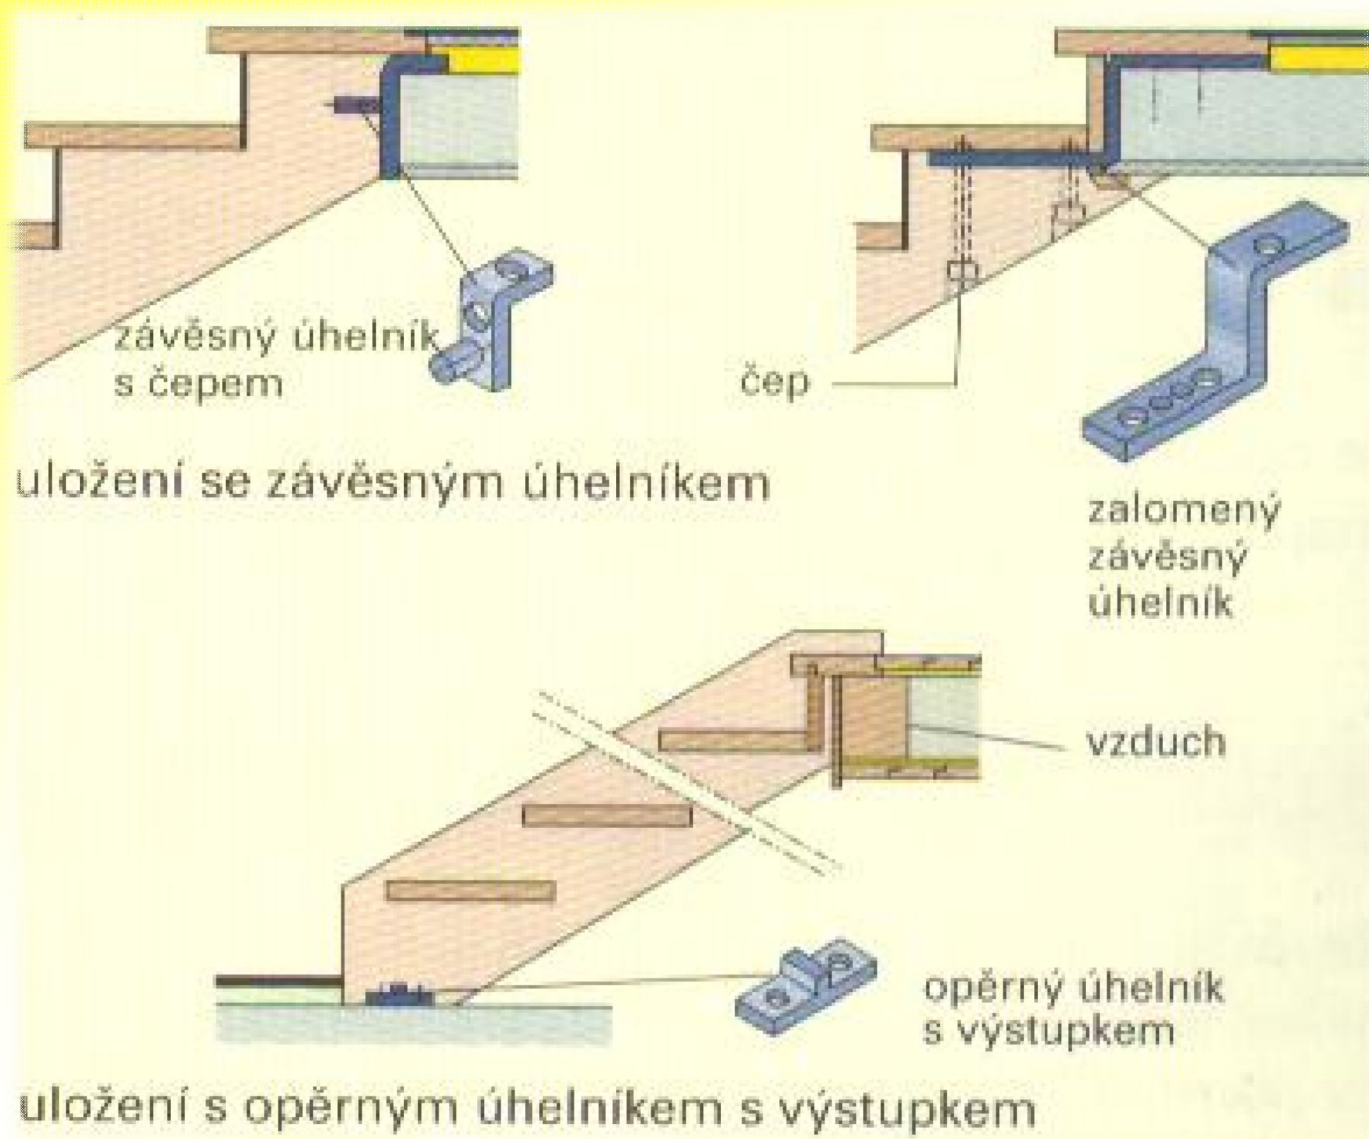 závěsný úhelník
s čepem
čep
uložení se závěsným úhelníkem
zalomený
závěsný
úhelník
vzduch
opěrný úhelník
s výstupkem
uložení s opěrným úhelníkem s výstupkem